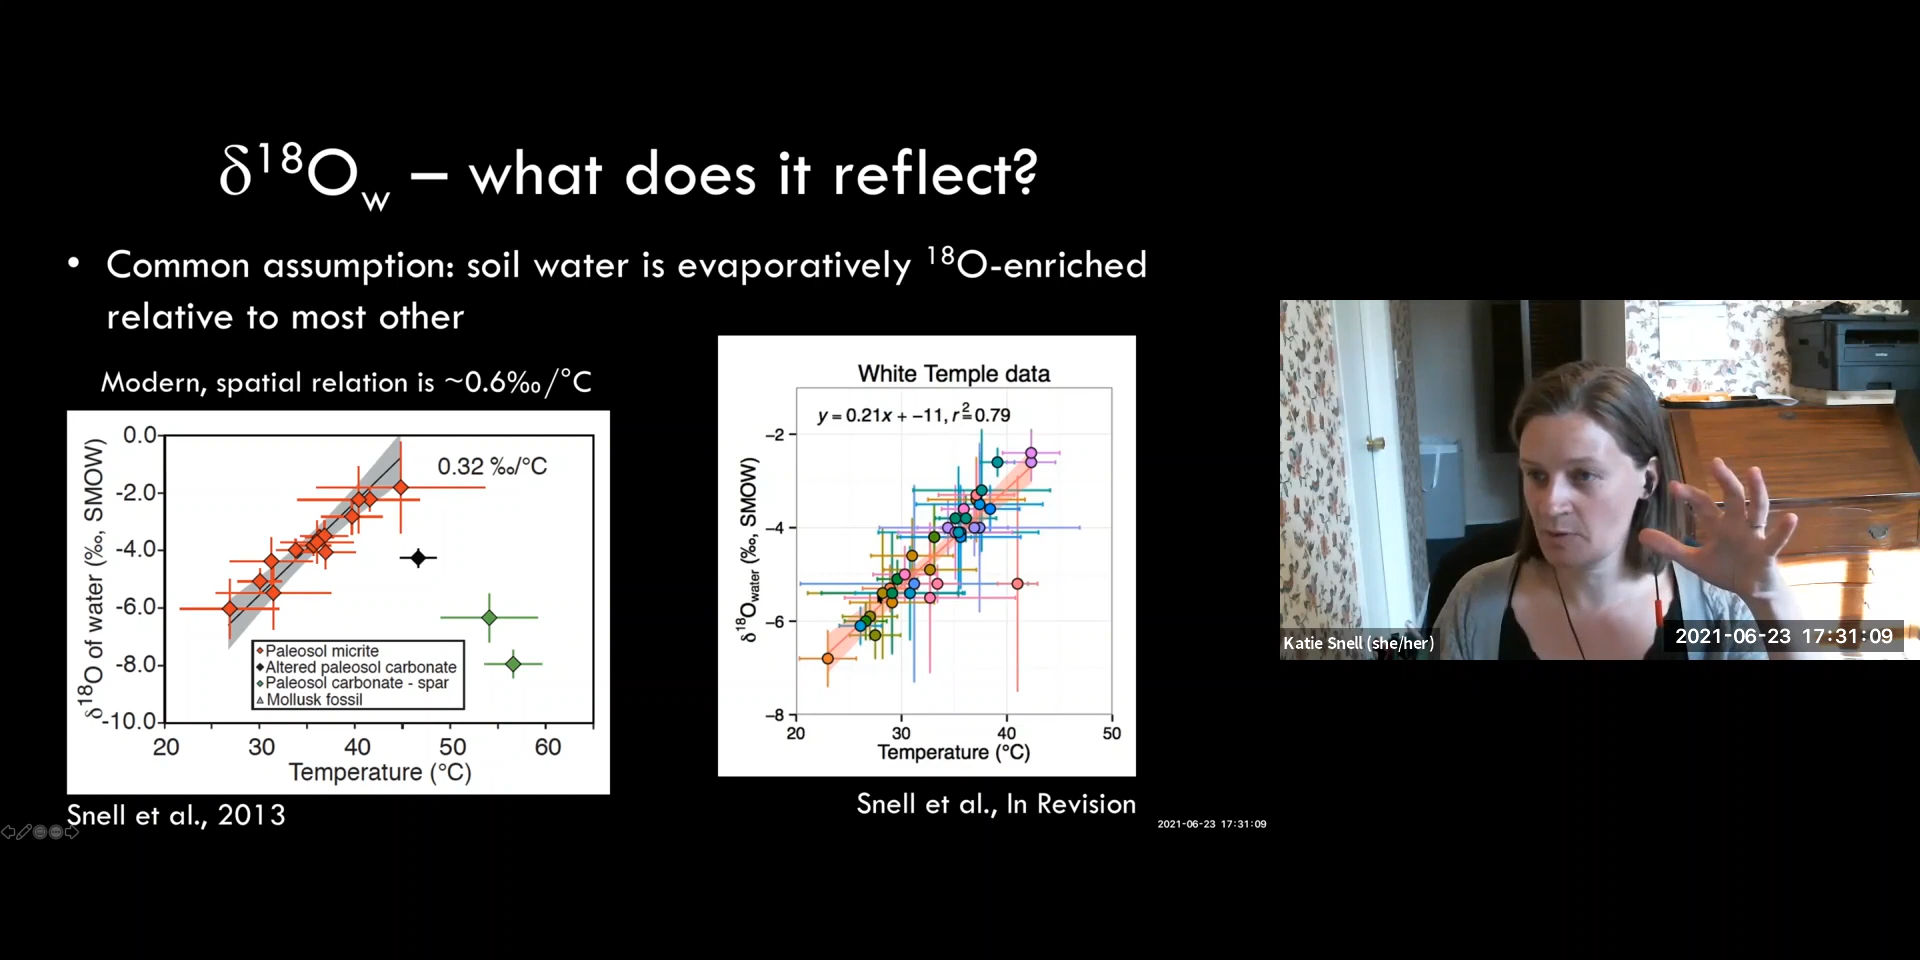 δ¹⁸Ow – what does it reflect?
• Common assumption: soil water is evaporatively ¹⁸O-enriched
relative to most other
Modern, spatial relation is ~0.6‰/°C
0.0
-2.0
-4.0
-6.0
-8.0
-10.0
δ¹⁸O of water (‰, SMOW)
0.32 ‰/°C
Paleosol micrite
Altered paleosol carbonate
Paleosol carbonate - spar
Mollusk fossil
20 30 40 50 60
Temperature (°C)
Snell et al., 2013
White Temple data
y = 0.21x + −11, r² = 0.79
−2
−4
−6
−8
δ¹⁸Owater (‰, SMOW)
20 30 40 50
Temperature (°C)
Snell et al., In Revision
2021-06-23 17:31:09
Katie Snell (she/her)
2021-06-23 17:31:09